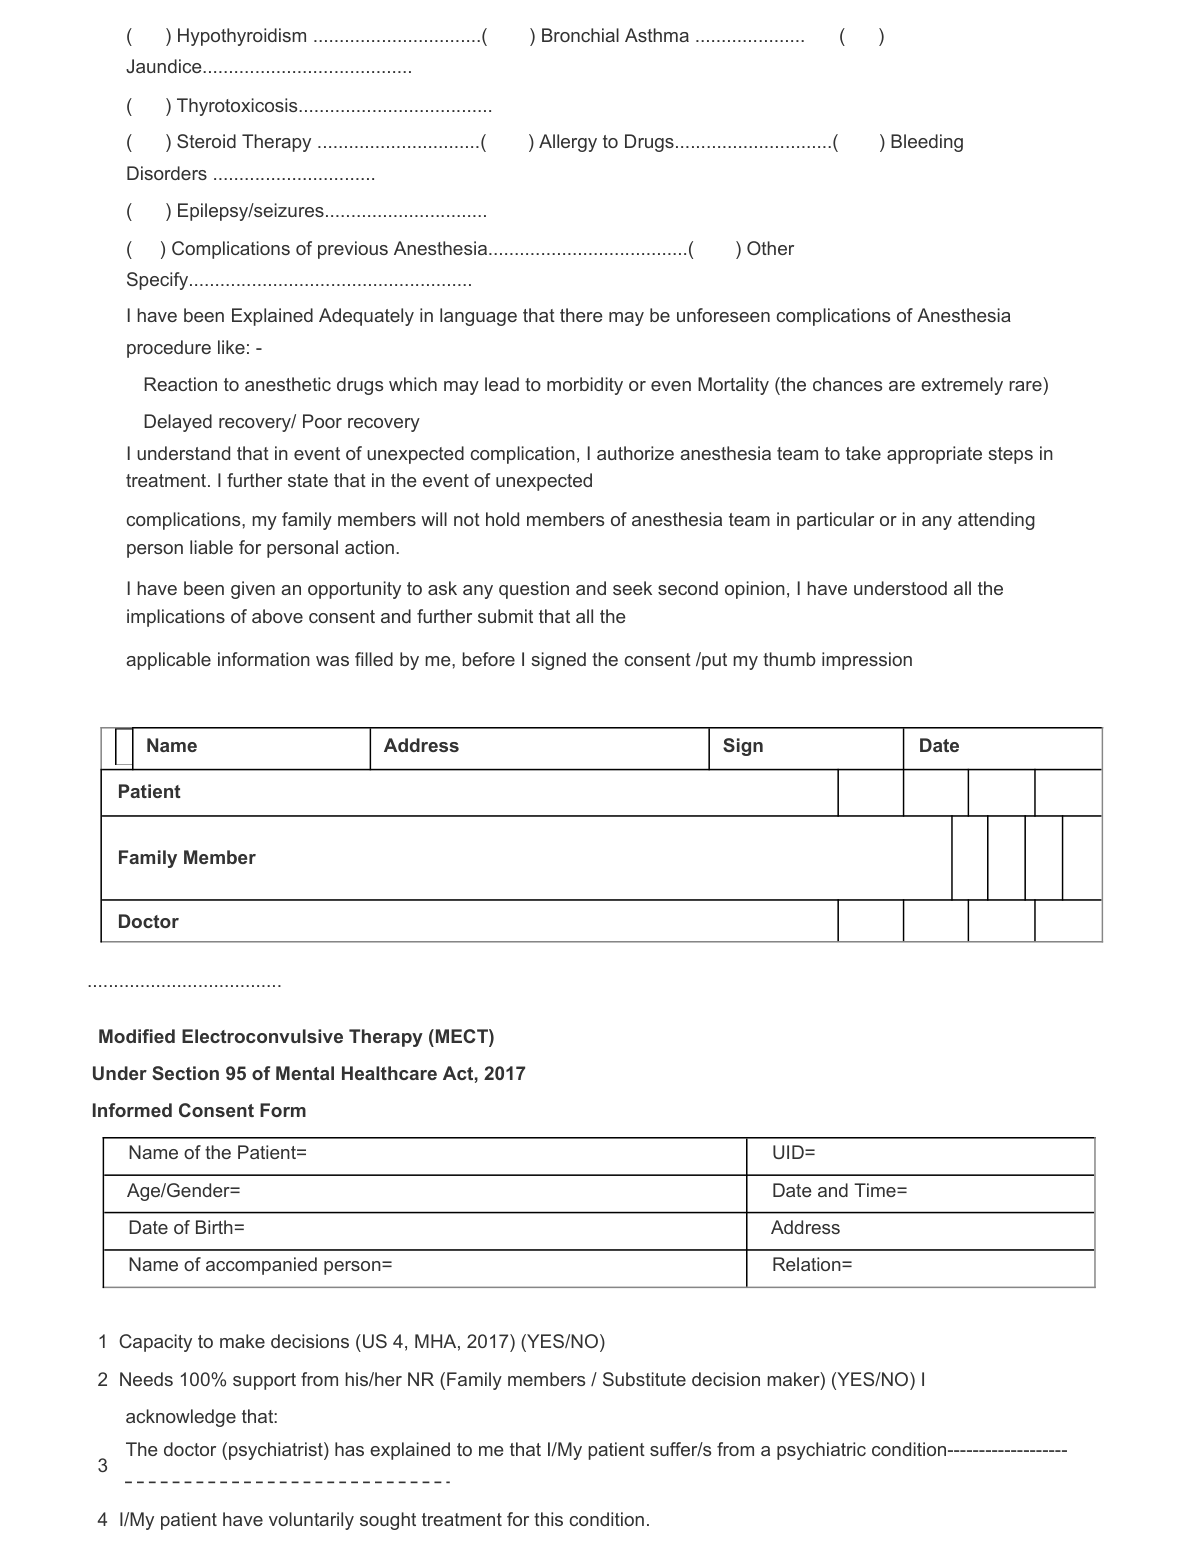 ( ) Hypothyroidism ................................( ) Bronchial Asthma ..................... ( )
Jaundice........................................
( ) Thyrotoxicosis.....................................
( ) Steroid Therapy ...............................( ) Allergy to Drugs..............................( ) Bleeding
Disorders ...............................
( ) Epilepsy/seizures...............................
( ) Complications of previous Anesthesia......................................( ) Other
Specify......................................................
I have been Explained Adequately in language that there may be unforeseen complications of Anesthesia
procedure like: -
Reaction to anesthetic drugs which may lead to morbidity or even Mortality (the chances are extremely rare)
Delayed recovery/ Poor recovery
I understand that in event of unexpected complication, I authorize anesthesia team to take appropriate steps in
treatment. I further state that in the event of unexpected
complications, my family members will not hold members of anesthesia team in particular or in any attending
person liable for personal action.
I have been given an opportunity to ask any question and seek second opinion, I have understood all the
implications of above consent and further submit that all the
applicable information was filled by me, before I signed the consent /put my thumb impression
Name Address Sign Date
Patient
Family Member
Doctor
.....................................
Modified Electroconvulsive Therapy (MECT)
Under Section 95 of Mental Healthcare Act, 2017
Informed Consent Form
Name of the Patient= UID=
Age/Gender= Date and Time=
Date of Birth= Address
Name of accompanied person= Relation=
1 Capacity to make decisions (US 4, MHA, 2017) (YES/NO)
2 Needs 100% support from his/her NR (Family members / Substitute decision maker) (YES/NO) I
acknowledge that:
3 The doctor (psychiatrist) has explained to me that I/My patient suffer/s from a psychiatric condition-------------------
- - - - - - - - - - - - - - - - - - - - - - - - - - - -
4 I/My patient have voluntarily sought treatment for this condition.